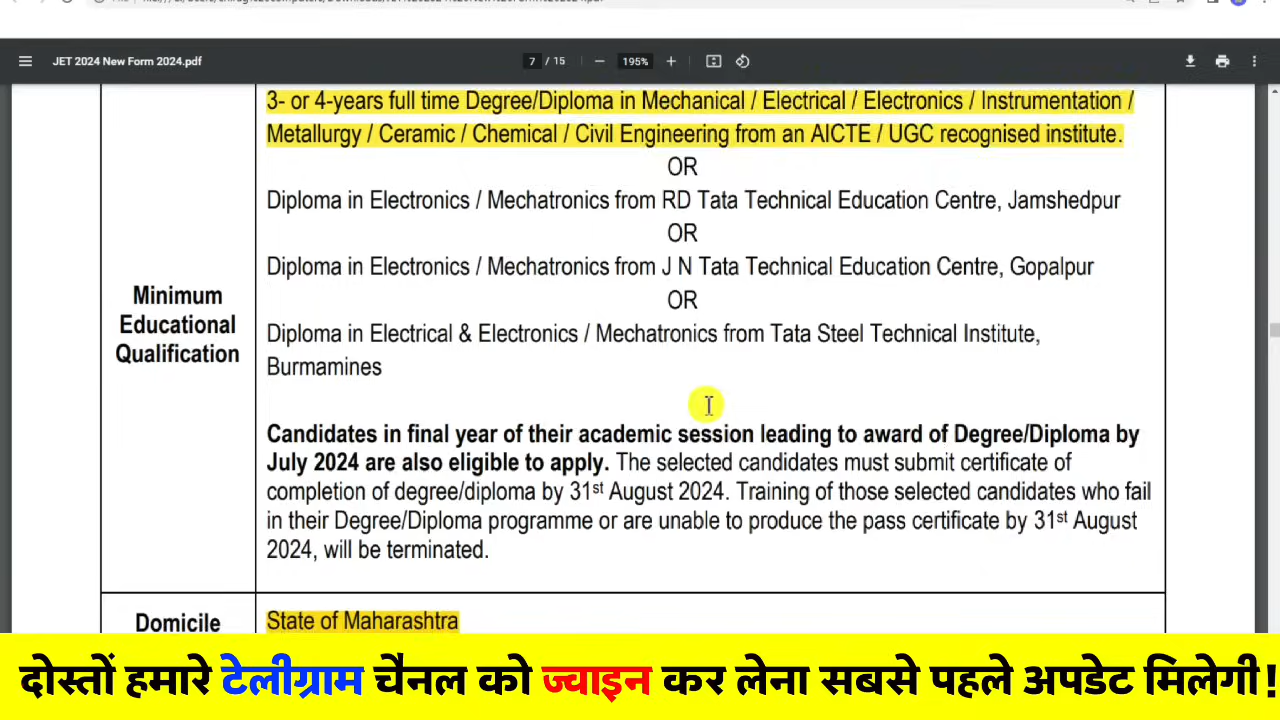 JET 2024 New Form 2024.pdf
7 / 15
195%
3- or 4-years full time Degree/Diploma in Mechanical / Electrical / Electronics / Instrumentation /
Metallurgy / Ceramic / Chemical / Civil Engineering from an AICTE / UGC recognised institute.
OR
Diploma in Electronics / Mechatronics from RD Tata Technical Education Centre, Jamshedpur
OR
Diploma in Electronics / Mechatronics from J N Tata Technical Education Centre, Gopalpur
OR
Diploma in Electrical & Electronics / Mechatronics from Tata Steel Technical Institute,
Burmamines
Minimum
Educational
Qualification
Candidates in final year of their academic session leading to award of Degree/Diploma by
July 2024 are also eligible to apply. The selected candidates must submit certificate of
completion of degree/diploma by 31st August 2024. Training of those selected candidates who fail
in their Degree/Diploma programme or are unable to produce the pass certificate by 31st August
2024, will be terminated.
Domicile
State of Maharashtra
दोस्तों हमारे टेलीग्राम चैनल को ज्वाइन कर लेना सबसे पहले अपडेट मिलेगी!